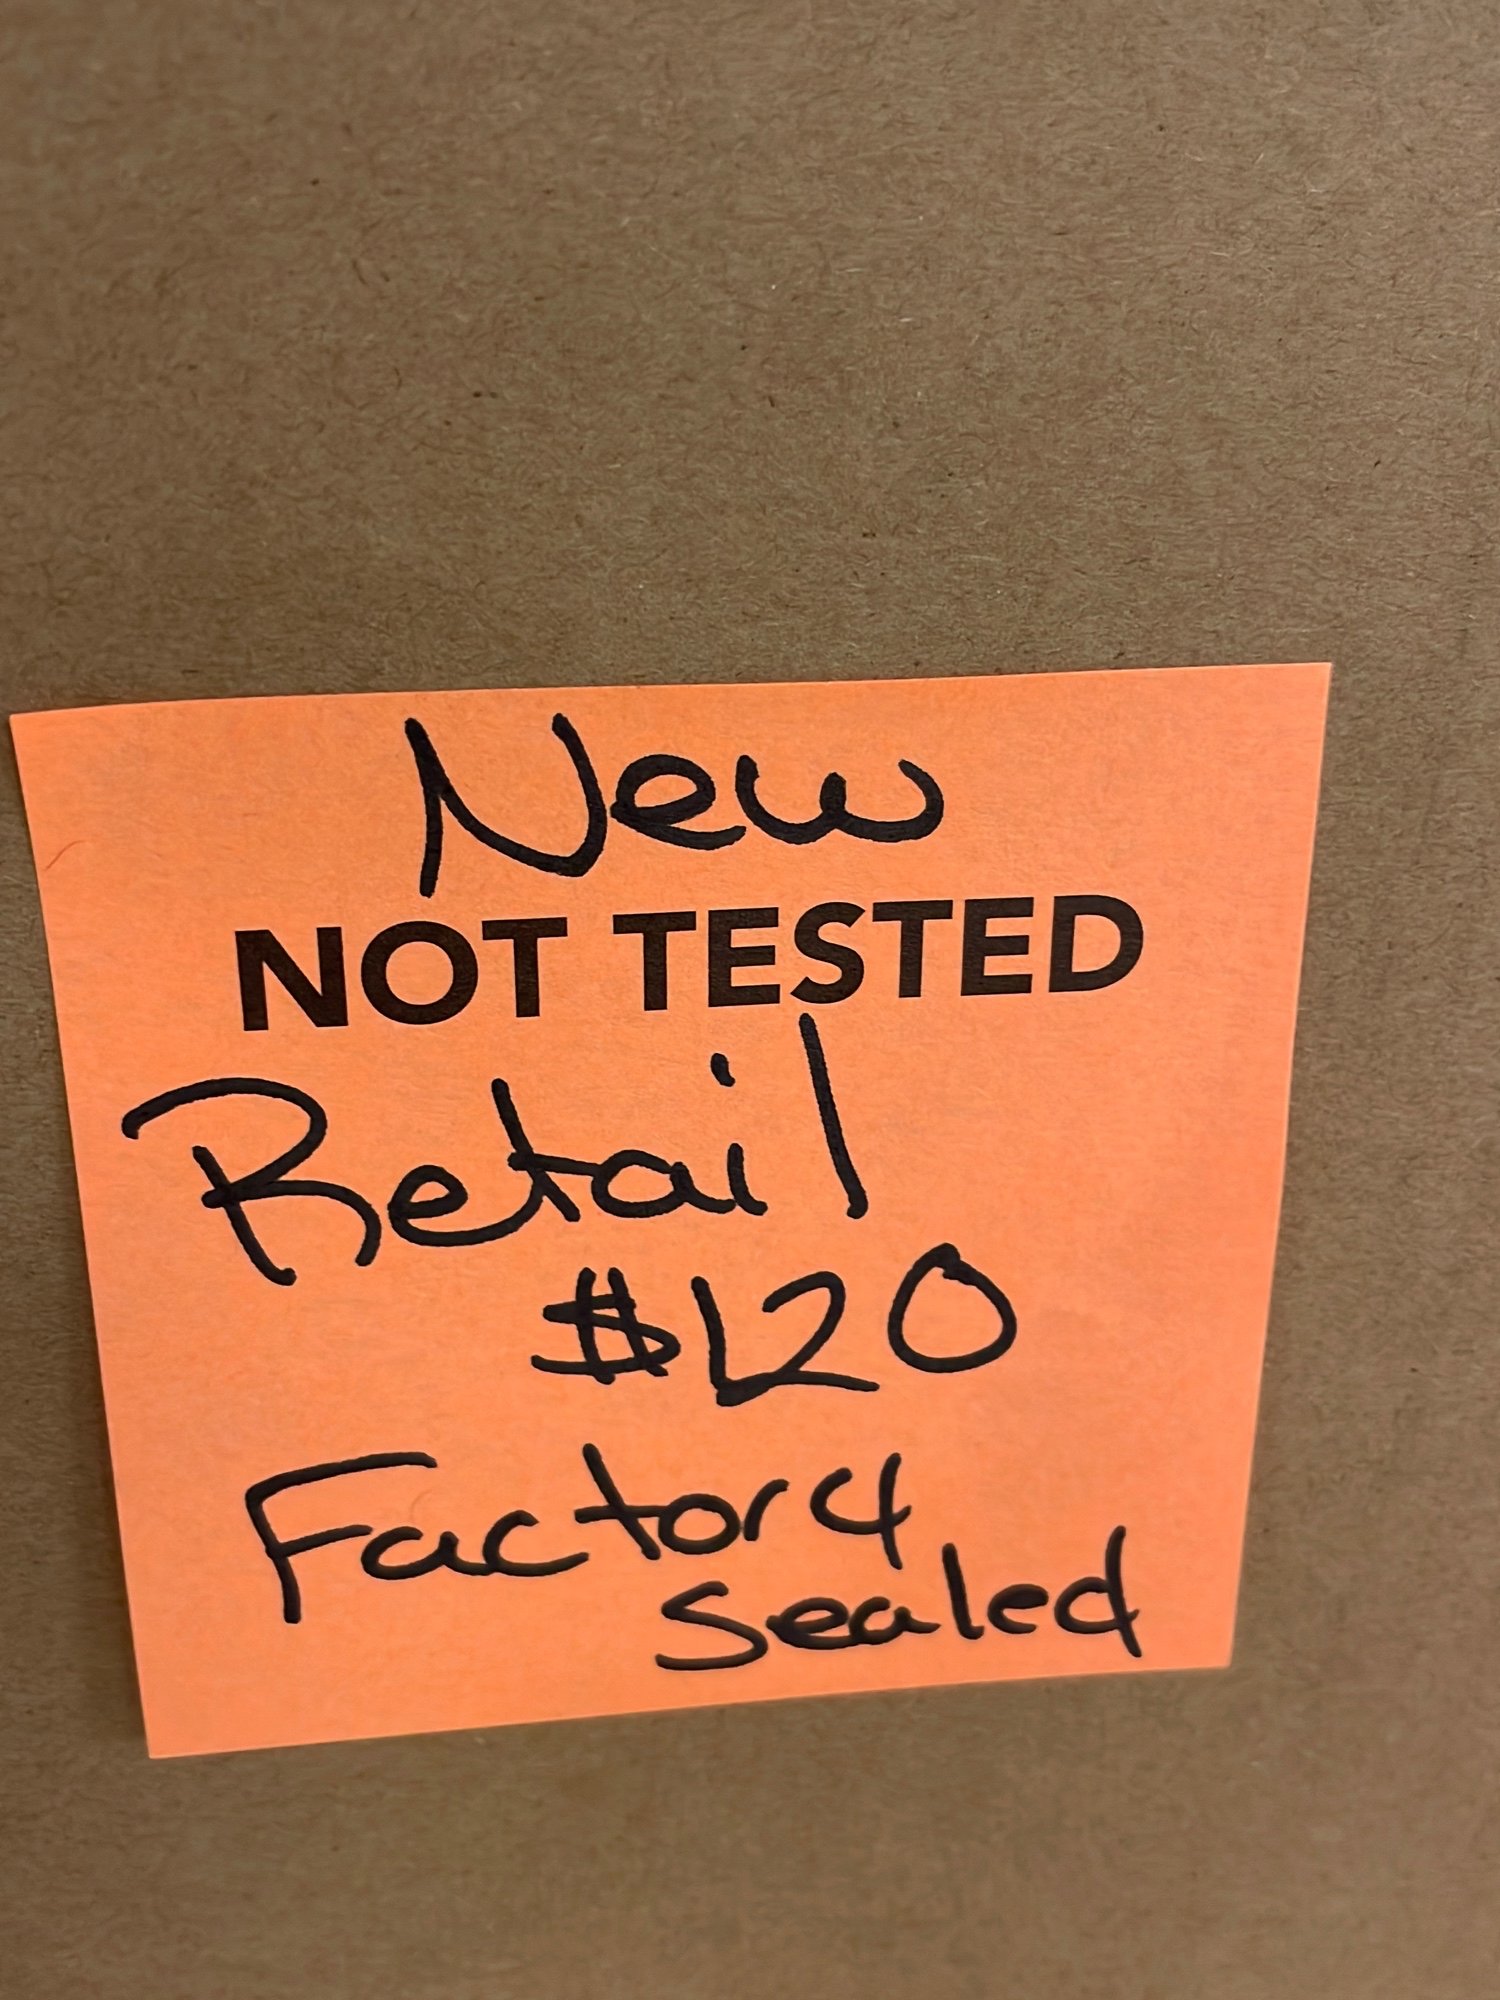 New
NOT TESTED
Retail
$120
Factory
sealed